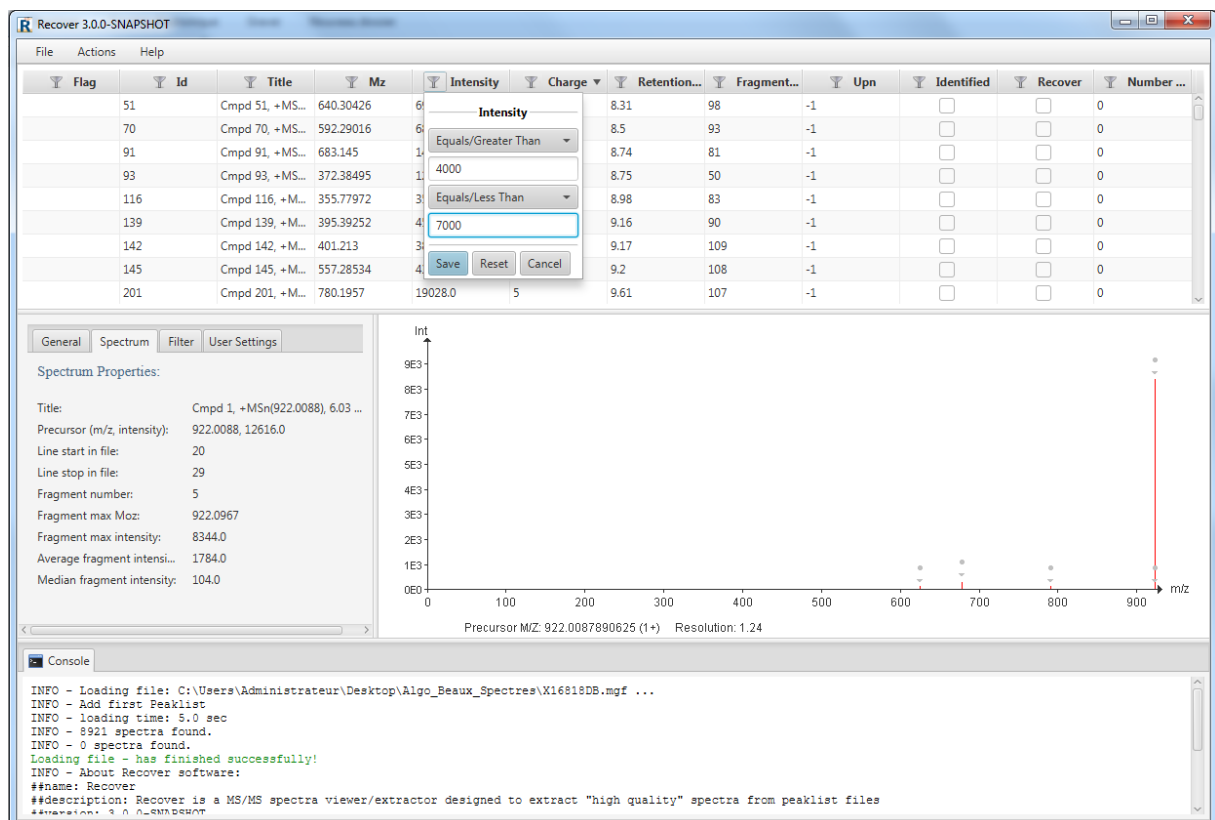 Recover 3.0.0-SNAPSHOT
File Actions Help
Flag Id Title Mz Intensity Charge Retention... Fragment... Upn Identified Recover Number ...
51 Cmpd 51, +MS... 640.30426 8.31 98 -1 0
70 Cmpd 70, +MS... 592.29016 8.5 93 -1 0
91 Cmpd 91, +MS... 683.145 8.74 81 -1 0
93 Cmpd 93, +MS... 372.38495 8.75 50 -1 0
116 Cmpd 116, +M... 355.77972 8.98 83 -1 0
139 Cmpd 139, +M... 395.39252 9.16 90 -1 0
142 Cmpd 142, +M... 401.213 9.17 109 -1 0
145 Cmpd 145, +M... 557.28534 9.2 108 -1 0
201 Cmpd 201, +M... 780.1957 19028.0 5 9.61 107 -1 0
Intensity
Equals/Greater Than
4000
Equals/Less Than
7000
Save Reset Cancel
General Spectrum Filter User Settings
Spectrum Properties:
Title: Cmpd 1, +MSn(922.0088), 6.03 ...
Precursor (m/z, intensity): 922.0088, 12616.0
Line start in file: 20
Line stop in file: 29
Fragment number: 5
Fragment max Moz: 922.0967
Fragment max intensity: 8344.0
Average fragment intensi... 1784.0
Median fragment intensity: 104.0
Int
9E3
8E3
7E3
6E3
5E3
4E3
3E3
2E3
1E3
0E0
0 100 200 300 400 500 600 700 800 900 m/z
Precursor M/Z: 922.0087890625 (1+) Resolution: 1.24
Console
INFO - Loading file: C:\Users\Administrateur\Desktop\Algo_Beaux_Spectres\X16818DB.mgf ...
INFO - Add first Peaklist
INFO - loading time: 5.0 sec
INFO - 8921 spectra found.
INFO - 0 spectra found.
Loading file - has finished successfully!
INFO - About Recover software:
##name: Recover
##description: Recover is a MS/MS spectra viewer/extractor designed to extract "high quality" spectra from peaklist files
##version: 3.0.0-SNAPSHOT